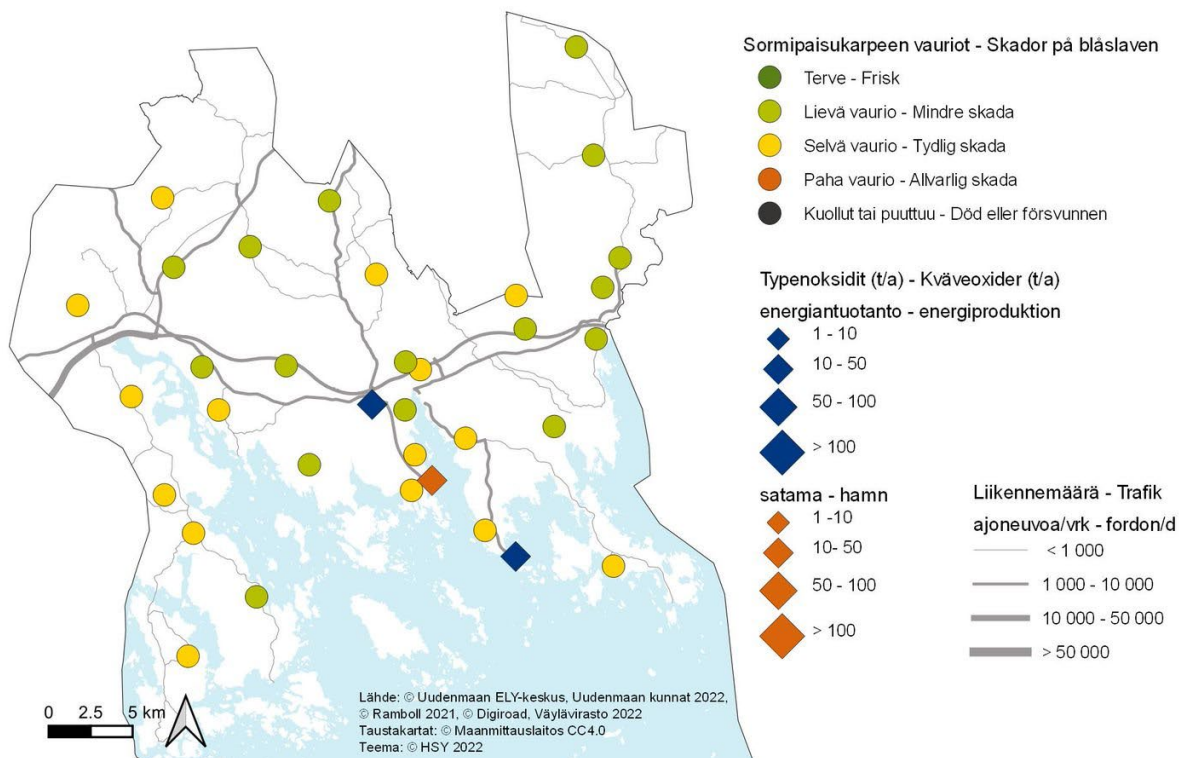 Sormipaisukarpeen vauriot - Skador på blåslaven
Terve - Frisk
Lievä vaurio - Mindre skada
Selvä vaurio - Tydlig skada
Paha vaurio - Allvarlig skada
Kuollut tai puuttuu - Död eller försvunnen
Typenoksidit (t/a) - Kväveoxider (t/a)
energiantuotanto - energiproduktion
1 - 10
10 - 50
50 - 100
> 100
satama - hamn
1 -10
10- 50
50 - 100
> 100
Liikennemäärä - Trafik
ajoneuvoa/vrk - fordon/d
< 1 000
1 000 - 10 000
10 000 - 50 000
> 50 000
0 2.5 5 km
Lähde: © Uudenmaan ELY-keskus, Uudenmaan kunnat 2022,
© Ramboll 2021, © Digiroad, Väylävirasto 2022
Taustakartat: © Maanmittauslaitos CC4.0
Teema: © HSY 2022